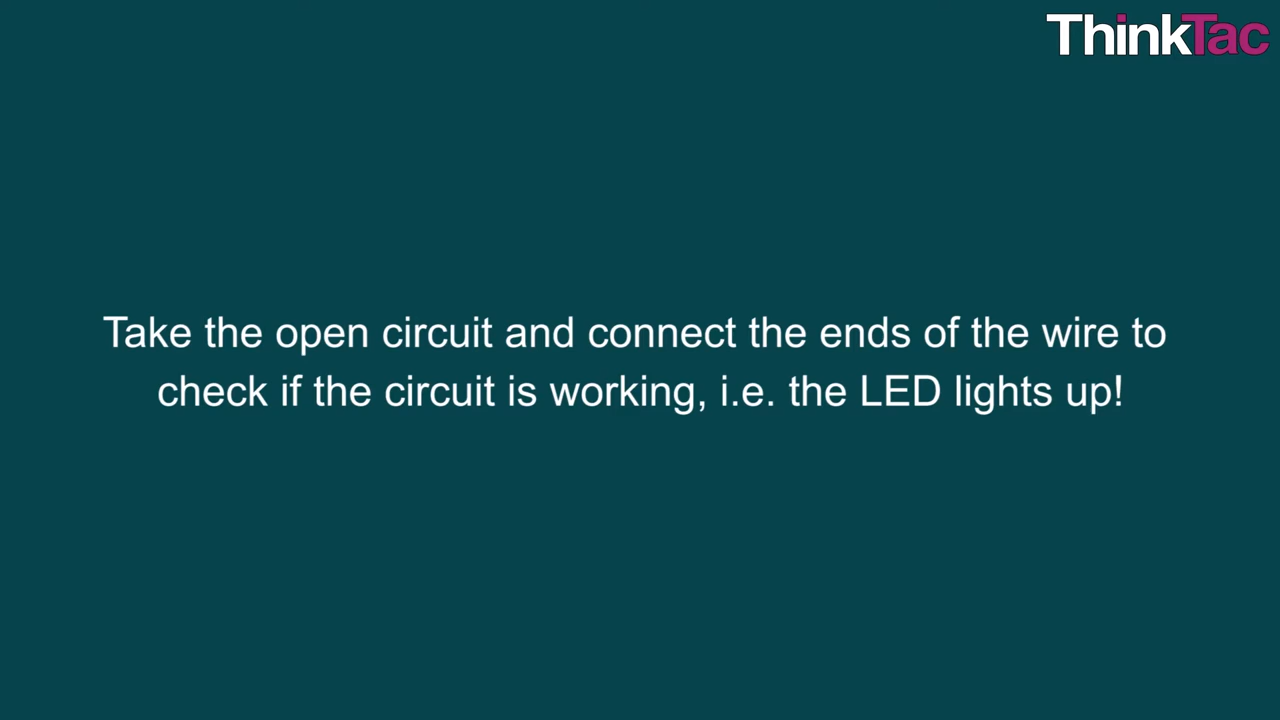 ThinkTac
Take the open circuit and connect the ends of the wire to
check if the circuit is working, i.e. the LED lights up!